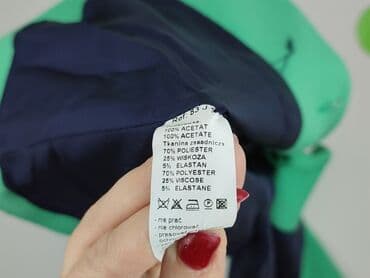 100% ACETAT
100% ACETATE
Tkanina zasadnicza
70% POLIESTER
25% WISKOZA
5% ELASTAN
70% POLYESTER
25% VISCOSE
5% ELASTANE
- nie prać
- nie chlorować
- prasować